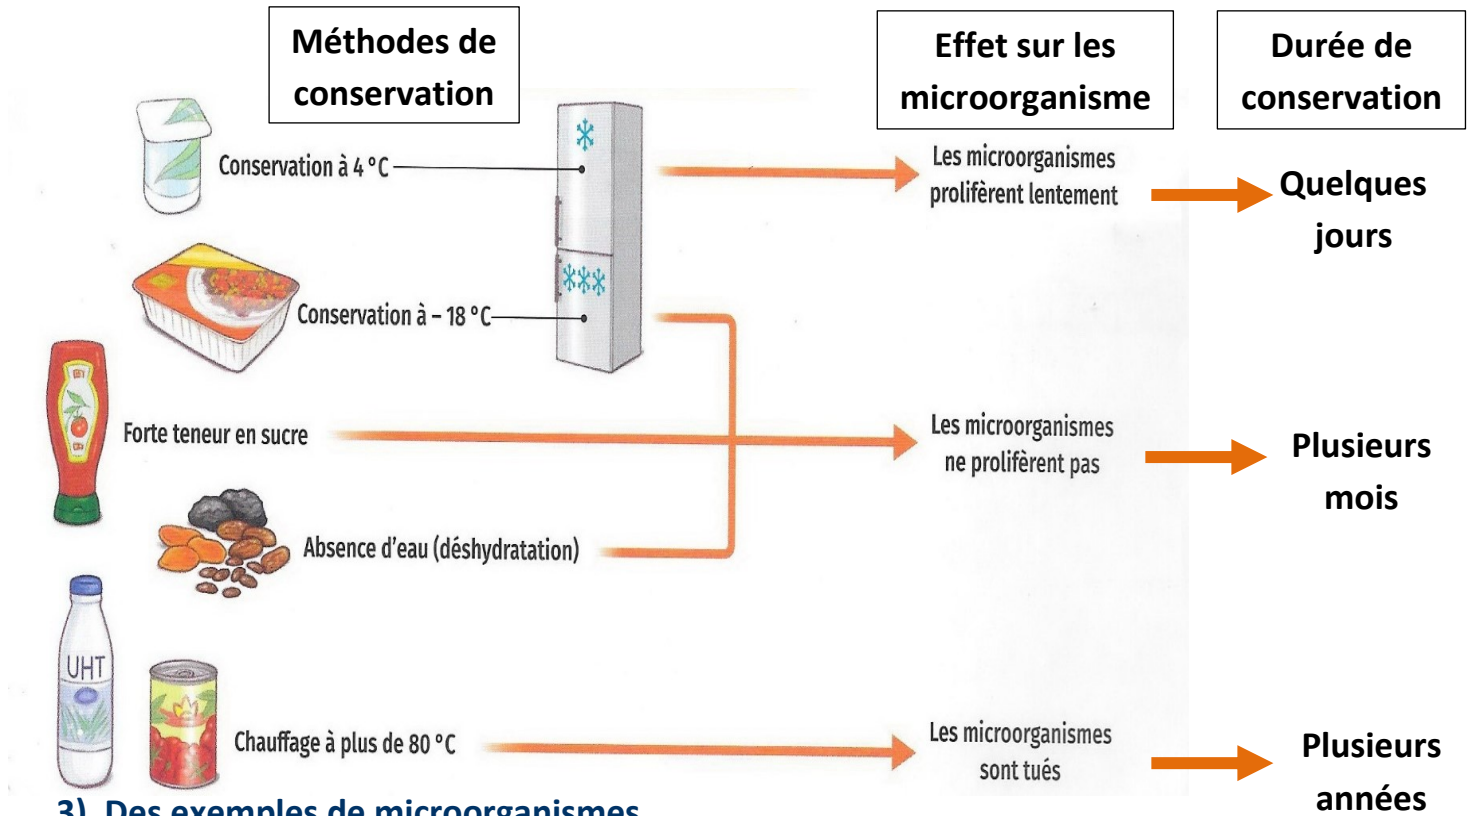 Méthodes de
conservation
Effet sur les
microorganisme
Durée de
conservation
Conservation à 4 °C
Les microorganismes
prolifèrent lentement
Quelques
jours
Conservation à – 18 °C
Forte teneur en sucre
Les microorganismes
ne prolifèrent pas
Plusieurs
mois
Absence d'eau (déshydratation)
UHT
Chauffage à plus de 80 °C
Les microorganismes
sont tués
Plusieurs
années
3) Des exemples de microorganismes